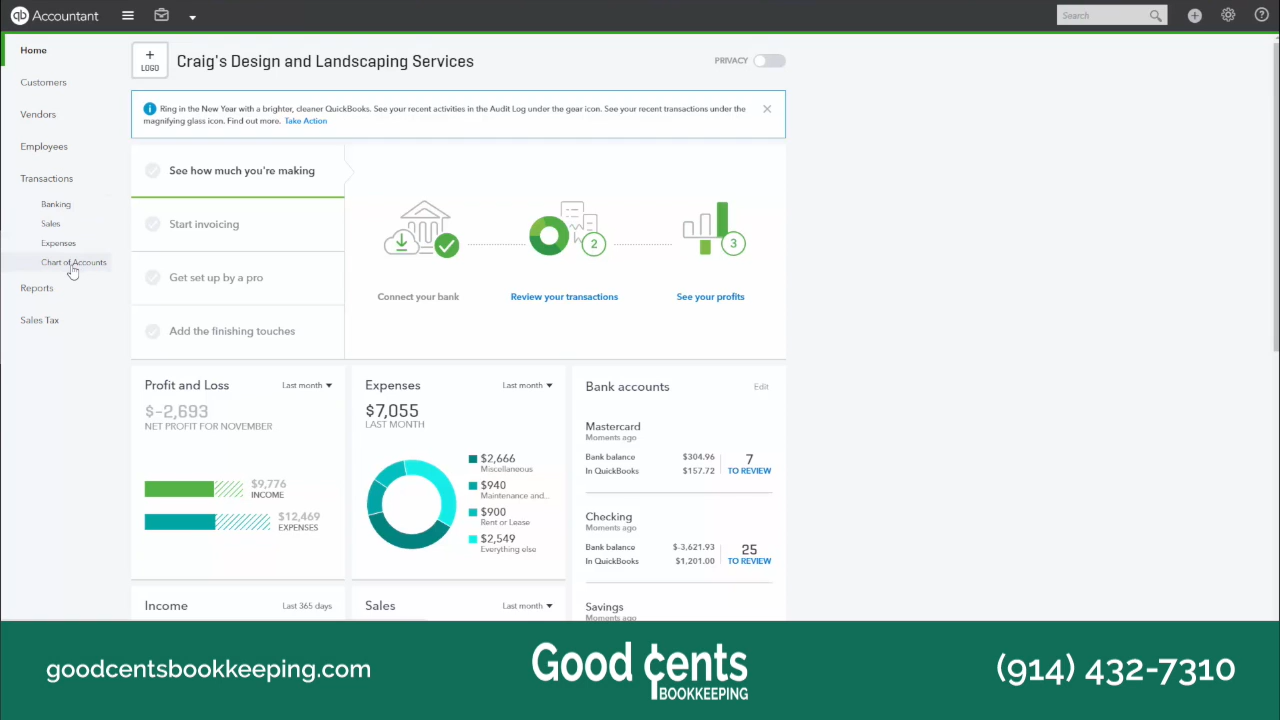 qb Accountant
Search
Home
Customers
Vendors
Employees
Transactions
Banking
Sales
Expenses
Chart of Accounts
Reports
Sales Tax
+
LOGO
Craig's Design and Landscaping Services
PRIVACY
Ring in the New Year with a brighter, cleaner QuickBooks. See your recent activities in the Audit Log under the gear icon. See your recent transactions under the
magnifying glass icon. Find out more. Take Action
See how much you're making
Start invoicing
Get set up by a pro
Add the finishing touches
2
3
Connect your bank
Review your transactions
See your profits
Profit and Loss
Last month
$-2,693
NET PROFIT FOR NOVEMBER
$9,776
INCOME
$12,469
EXPENSES
Expenses
Last month
$7,055
LAST MONTH
$2,666
Miscellaneous
$940
Maintenance and...
$900
Rent or Lease
$2,549
Everything else
Bank accounts
Edit
Mastercard
Moments ago
Bank balance $304.96
In QuickBooks $157.72
7
TO REVIEW
Checking
Moments ago
Bank balance $-3,621.93
In QuickBooks $1,201.00
25
TO REVIEW
Savings
Moments ago
Income
Last 365 days
Sales
Last month
goodcentsbookkeeping.com
Good cents
BOOKKEEPING
(914) 432-7310